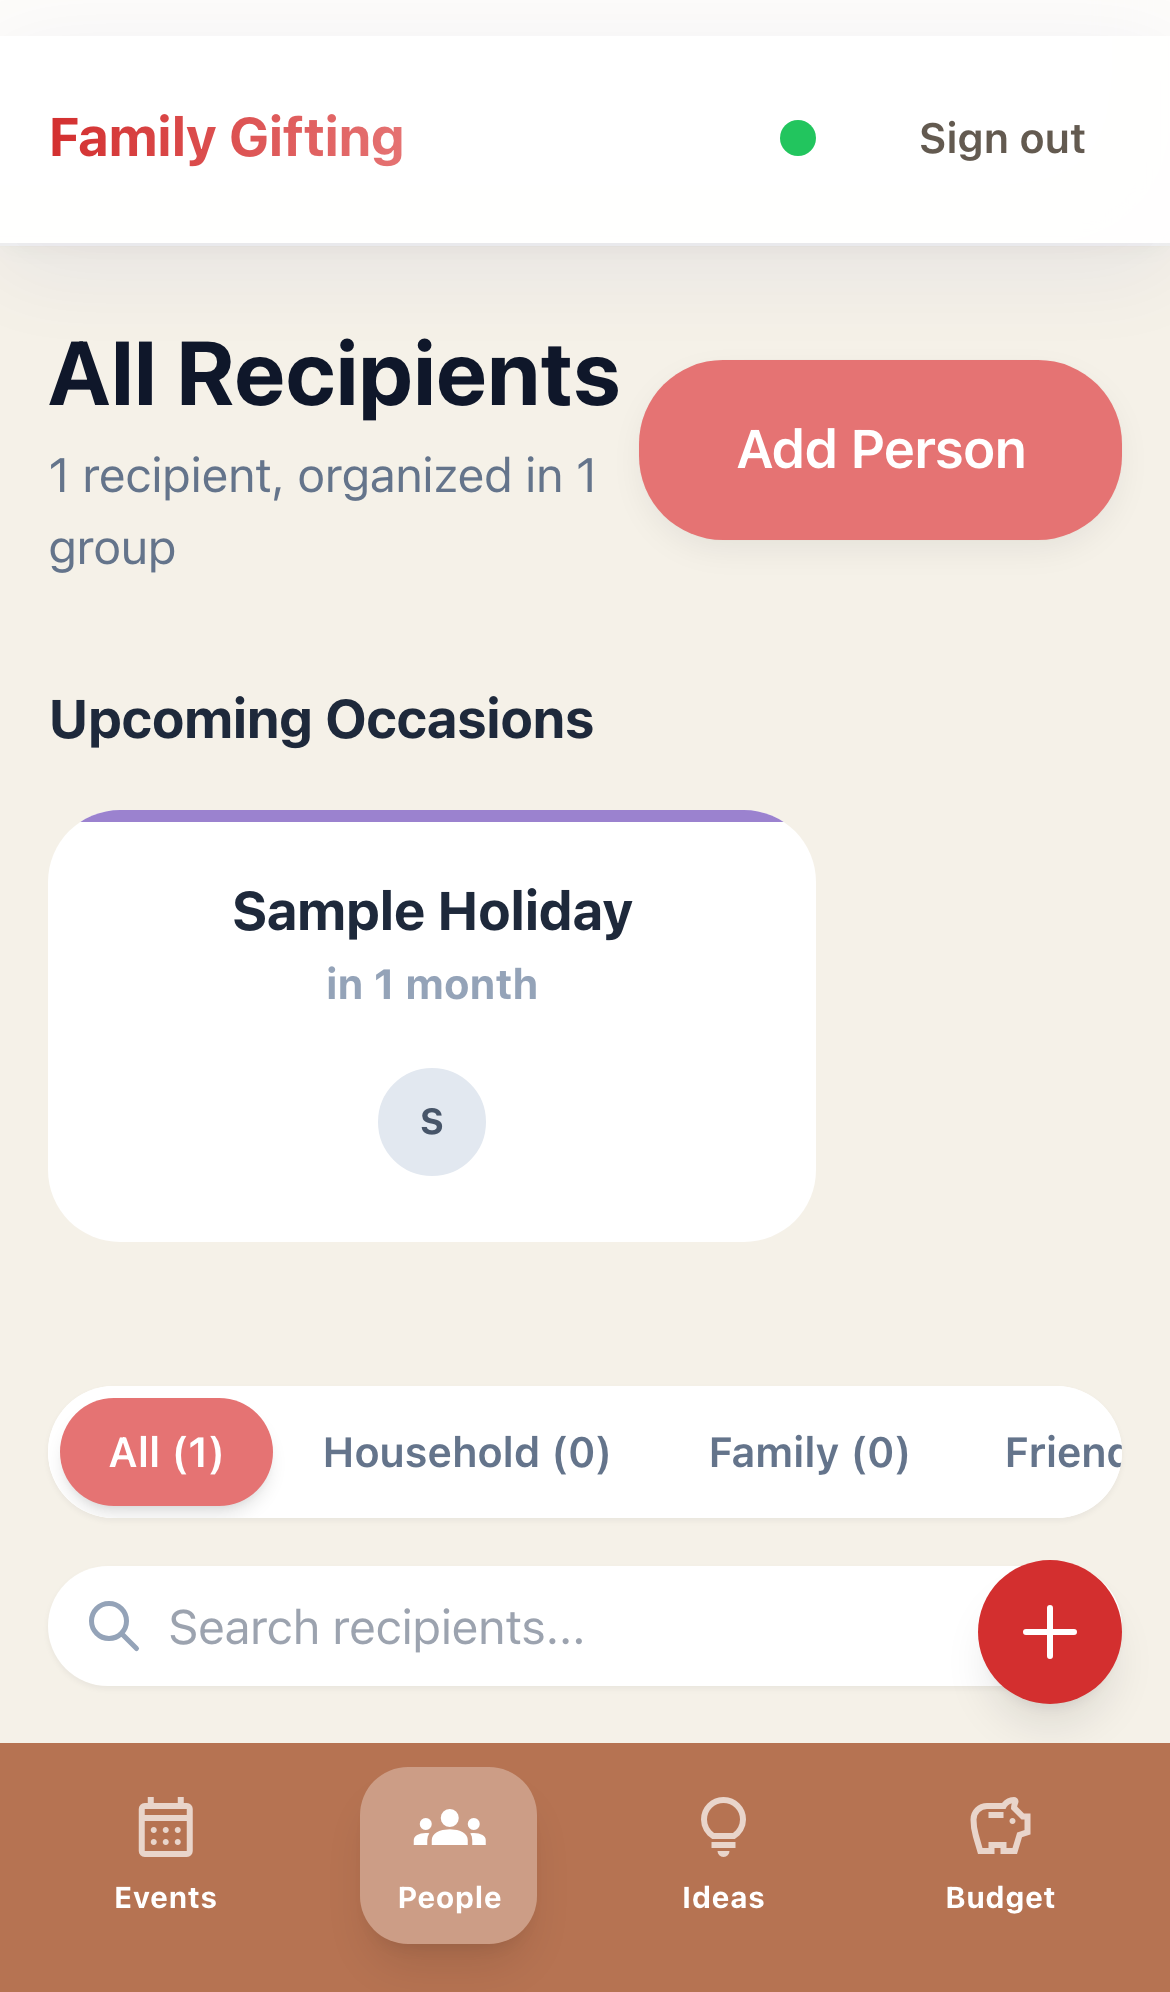 Family Gifting
Sign out
All Recipients
1 recipient, organized in 1
group
Add Person
Upcoming Occasions
Sample Holiday
in 1 month
S
All (1)
Household (0)
Family (0)
Friend
Search recipients...
Events
People
Ideas
Budget